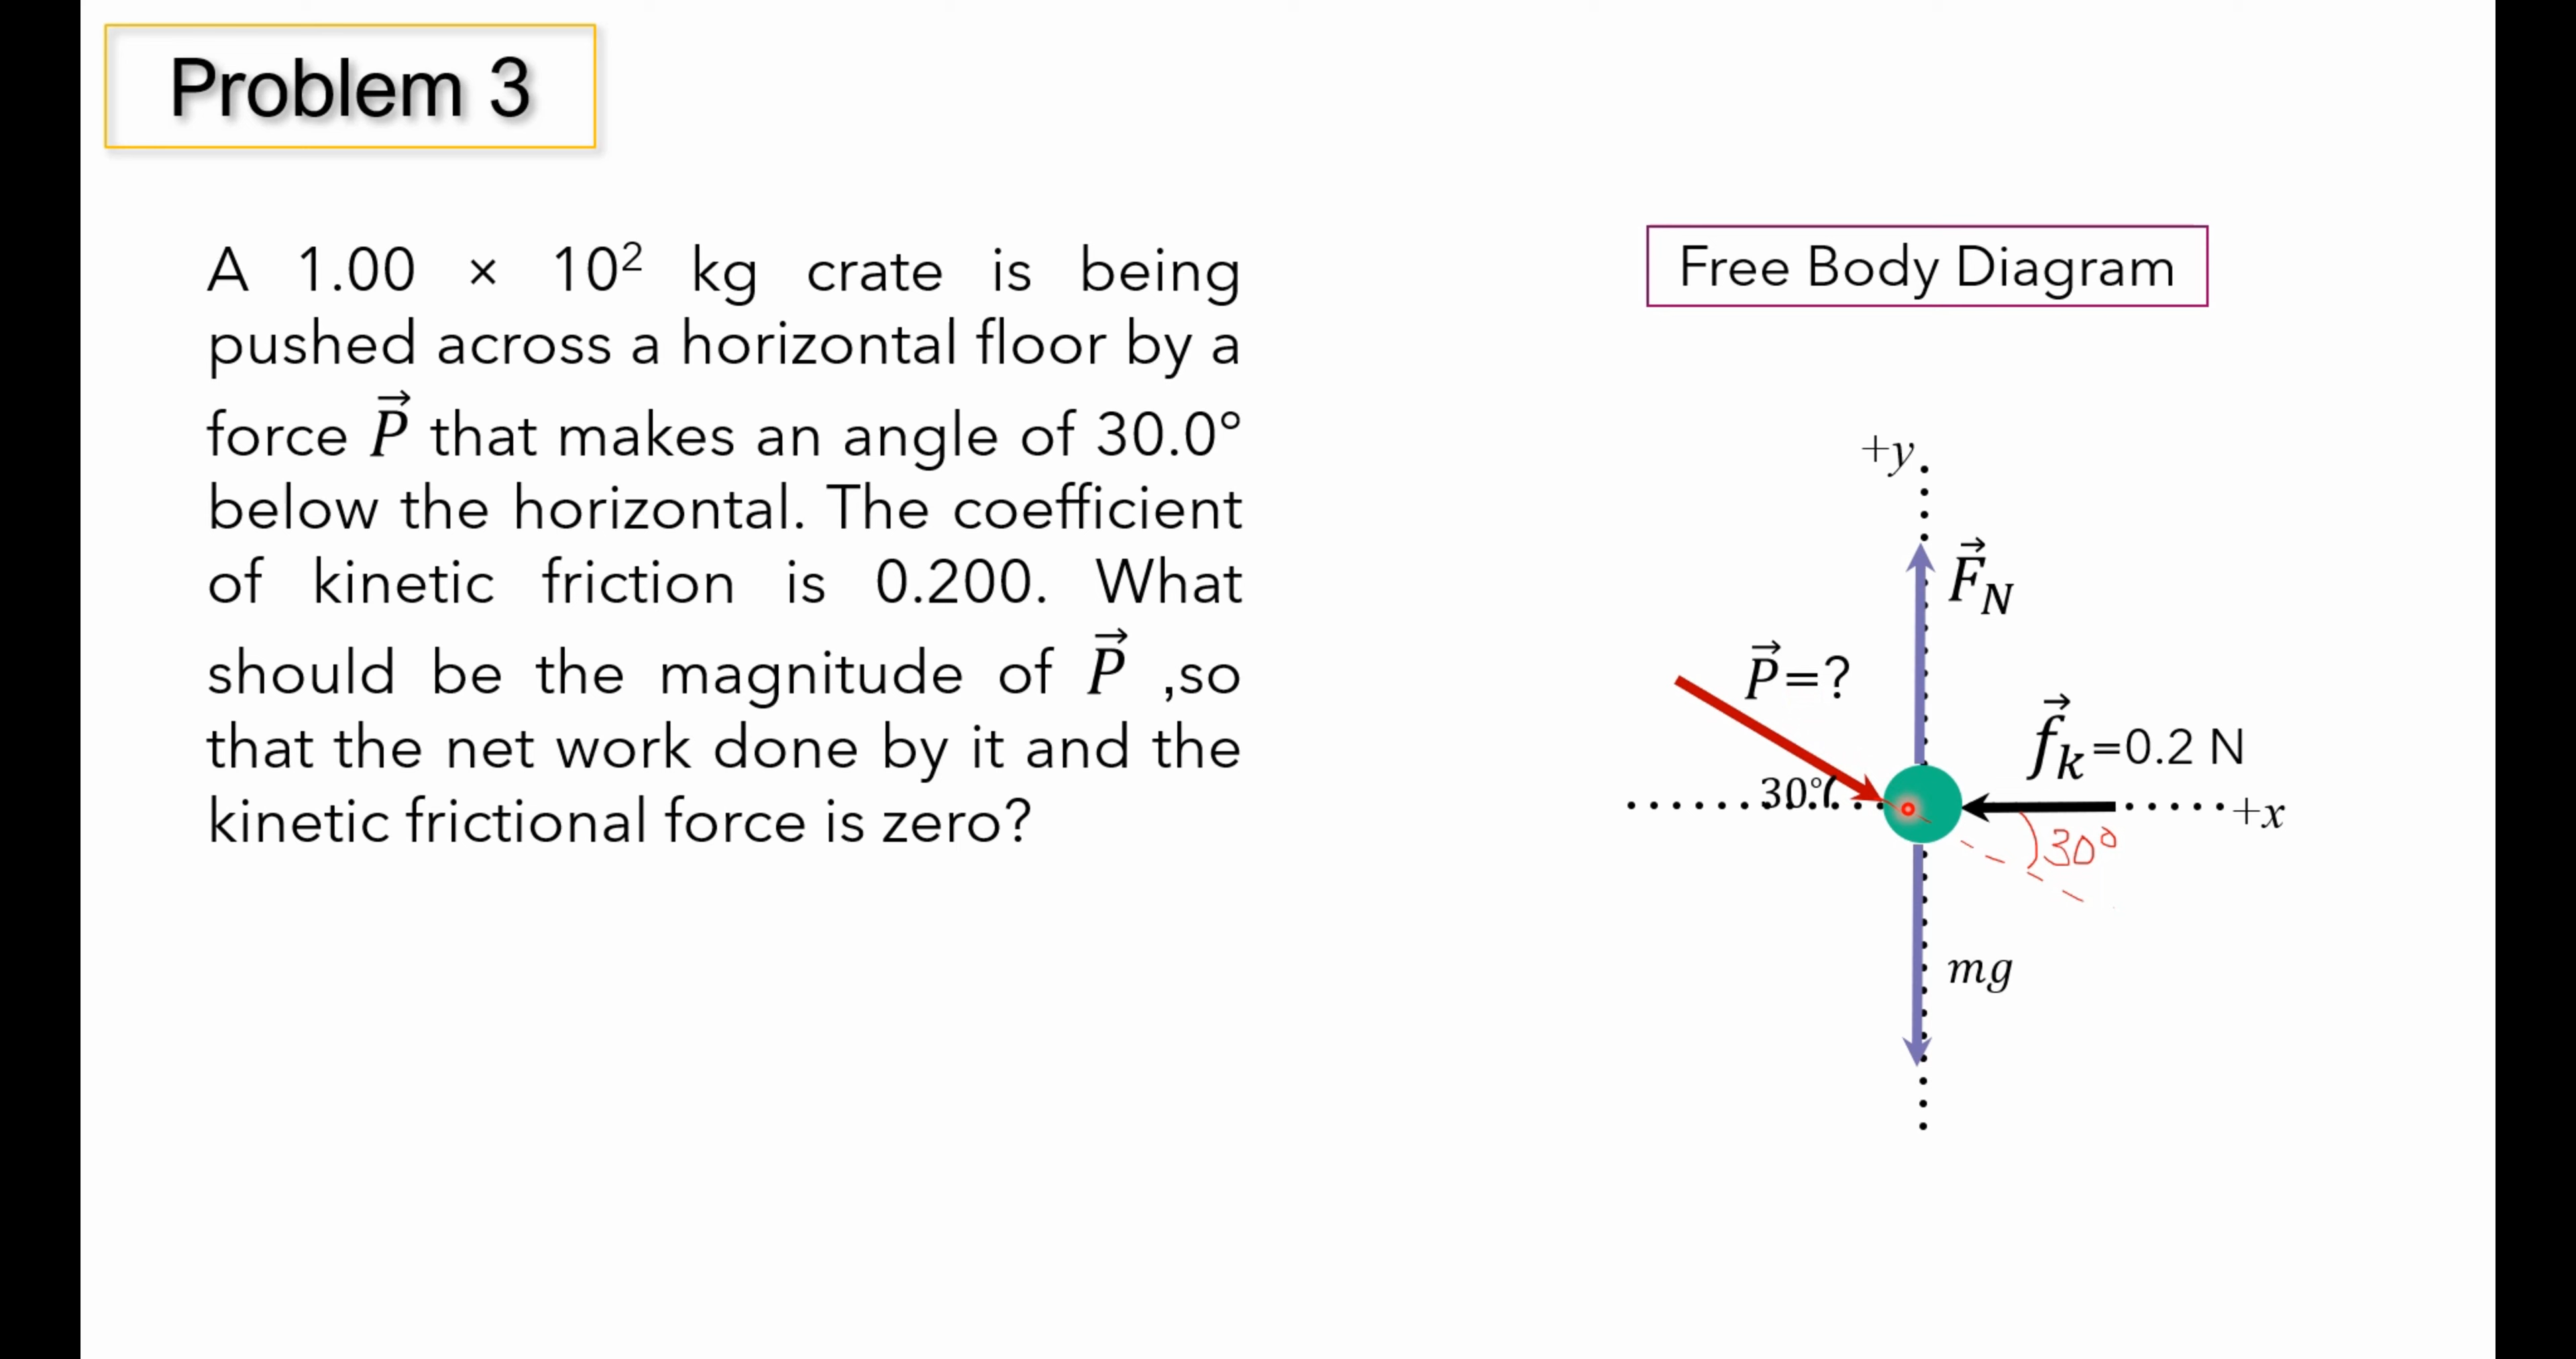 Problem 3
A 1.00 × 10² kg crate is being
pushed across a horizontal floor by a
force P⃗ that makes an angle of 30.0°
below the horizontal. The coefficient
of kinetic friction is 0.200. What
should be the magnitude of P⃗ ,so
that the net work done by it and the
kinetic frictional force is zero?
Free Body Diagram
+y
F⃗_N
P⃗=?
f⃗_k=0.2 N
30°
+x
30°
mg